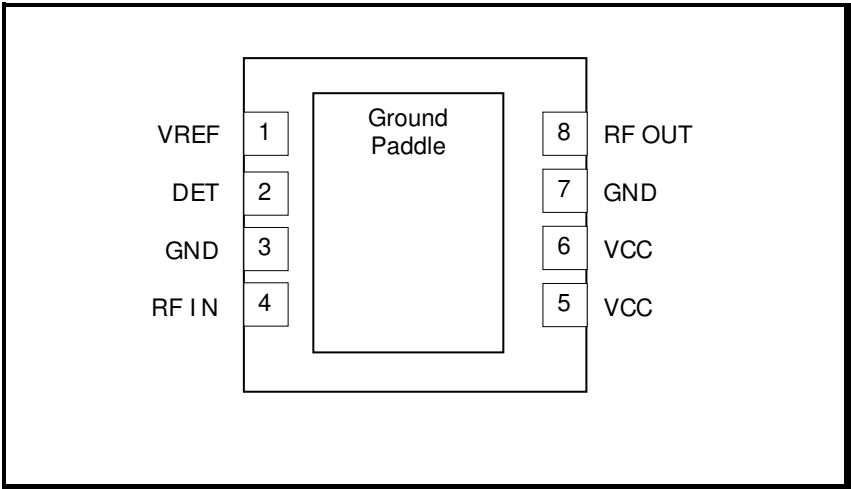 Ground
Paddle
VREF 1 8 RF OUT
DET 2 7 GND
GND 3 6 VCC
RF IN 4 5 VCC